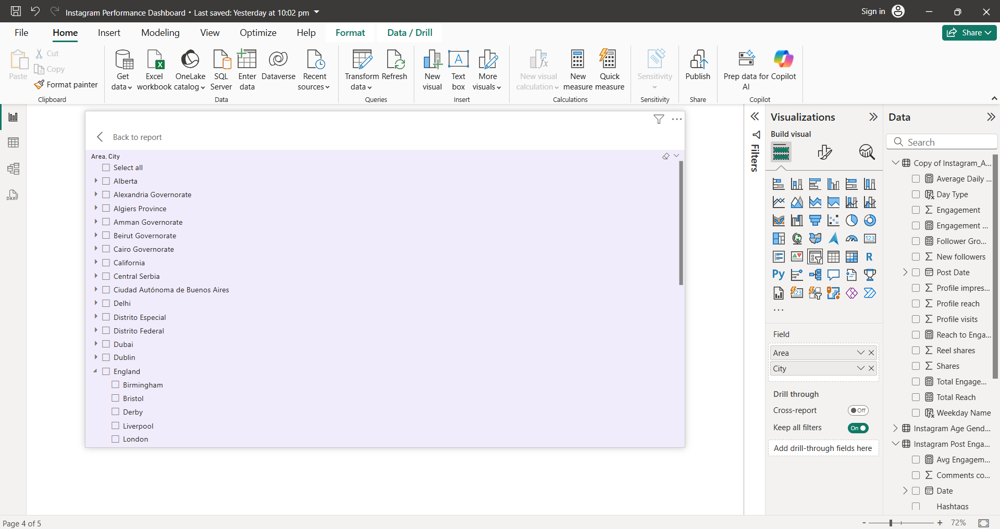 Instagram Performance Dashboard • Last saved: Yesterday at 10:02 pm
Sign in
File Home Insert Modeling View Optimize Help Format Data / Drill
Share
Paste
Cut
Copy
Format painter
Clipboard
Get data
Excel workbook
OneLake catalog
SQL Server
Enter data
Dataverse
Recent sources
Data
Transform data
Refresh
Queries
New visual
Text box
More visuals
Insert
New visual calculation
New measure
Quick measure
Calculations
Sensitivity
Sensitivity
Publish
Share
Prep data for AI
Copilot
Copilot
DAX
Back to report
Area, City
Select all
Alberta
Alexandria Governorate
Algiers Province
Amman Governorate
Beirut Governorate
Cairo Governorate
California
Central Serbia
Ciudad Autónoma de Buenos Aires
Delhi
Distrito Especial
Distrito Federal
Dubai
Dublin
England
Birmingham
Bristol
Derby
Liverpool
London
Filters
Visualizations
Build visual
123
R
Py
123
Field
Area
City
Drill through
Cross-report
Off
Keep all filters
On
Add drill-through fields here
Data
Search
Copy of Instagram_A...
Average Daily ...
Day Type
Engagement
Engagement ...
Follower Gro...
New followers
Post Date
Profile impres...
Profile reach
Profile visits
Reach to Enga...
Reel shares
Shares
Total Engage...
Total Reach
Weekday Name
Instagram Age Gend...
Instagram Post Enga...
Avg Engagem...
Comments co...
Date
Hashtags
Page 4 of 5
- + 72%